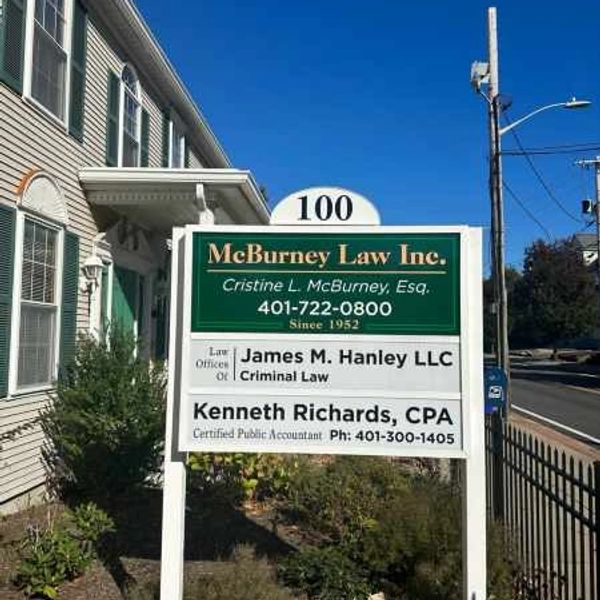 100
McBurney Law Inc.
Cristine L. McBurney, Esq.
401-722-0800
Since 1952
Law Offices Of
James M. Hanley LLC
Criminal Law
Kenneth Richards, CPA
Certified Public Accountant Ph: 401-300-1405